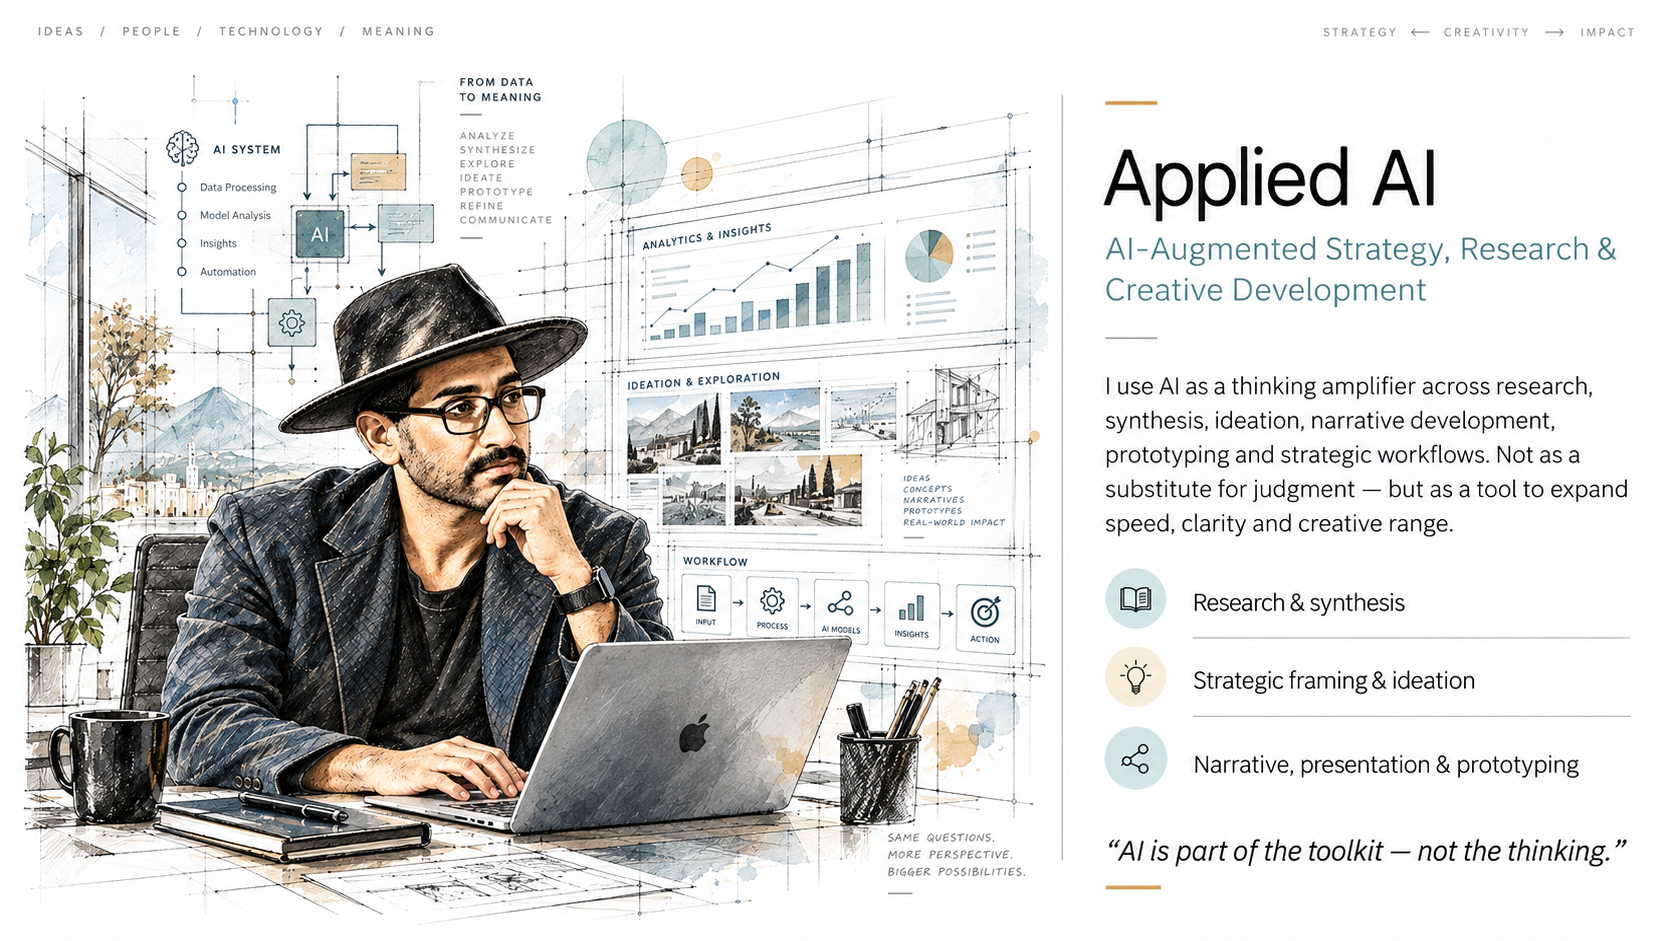 IDEAS / PEOPLE / TECHNOLOGY / MEANING
STRATEGY ← CREATIVITY → IMPACT
FROM DATA
TO MEANING
ANALYZE
SYNTHESIZE
EXPLORE
IDEATE
PROTOTYPE
REFINE
COMMUNICATE
AI SYSTEM
Data Processing
Model Analysis
Insights
Automation
AI
ANALYTICS & INSIGHTS
IDEATION & EXPLORATION
IDEAS
CONCEPTS
NARRATIVES
PROTOTYPES
REAL-WORLD IMPACT
WORKFLOW
INPUT
PROCESS
AI MODELS
INSIGHTS
ACTION
SAME QUESTIONS.
MORE PERSPECTIVE.
BIGGER POSSIBILITIES.
Applied AI
AI-Augmented Strategy, Research &
Creative Development
I use AI as a thinking amplifier across research,
synthesis, ideation, narrative development,
prototyping and strategic workflows. Not as a
substitute for judgment — but as a tool to expand
speed, clarity and creative range.
Research & synthesis
Strategic framing & ideation
Narrative, presentation & prototyping
“AI is part of the toolkit — not the thinking.”